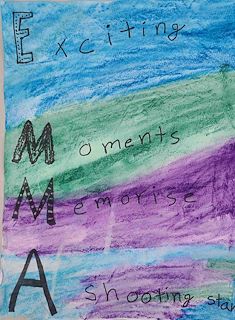 Exciting
Moments
Memorise
A shooting star